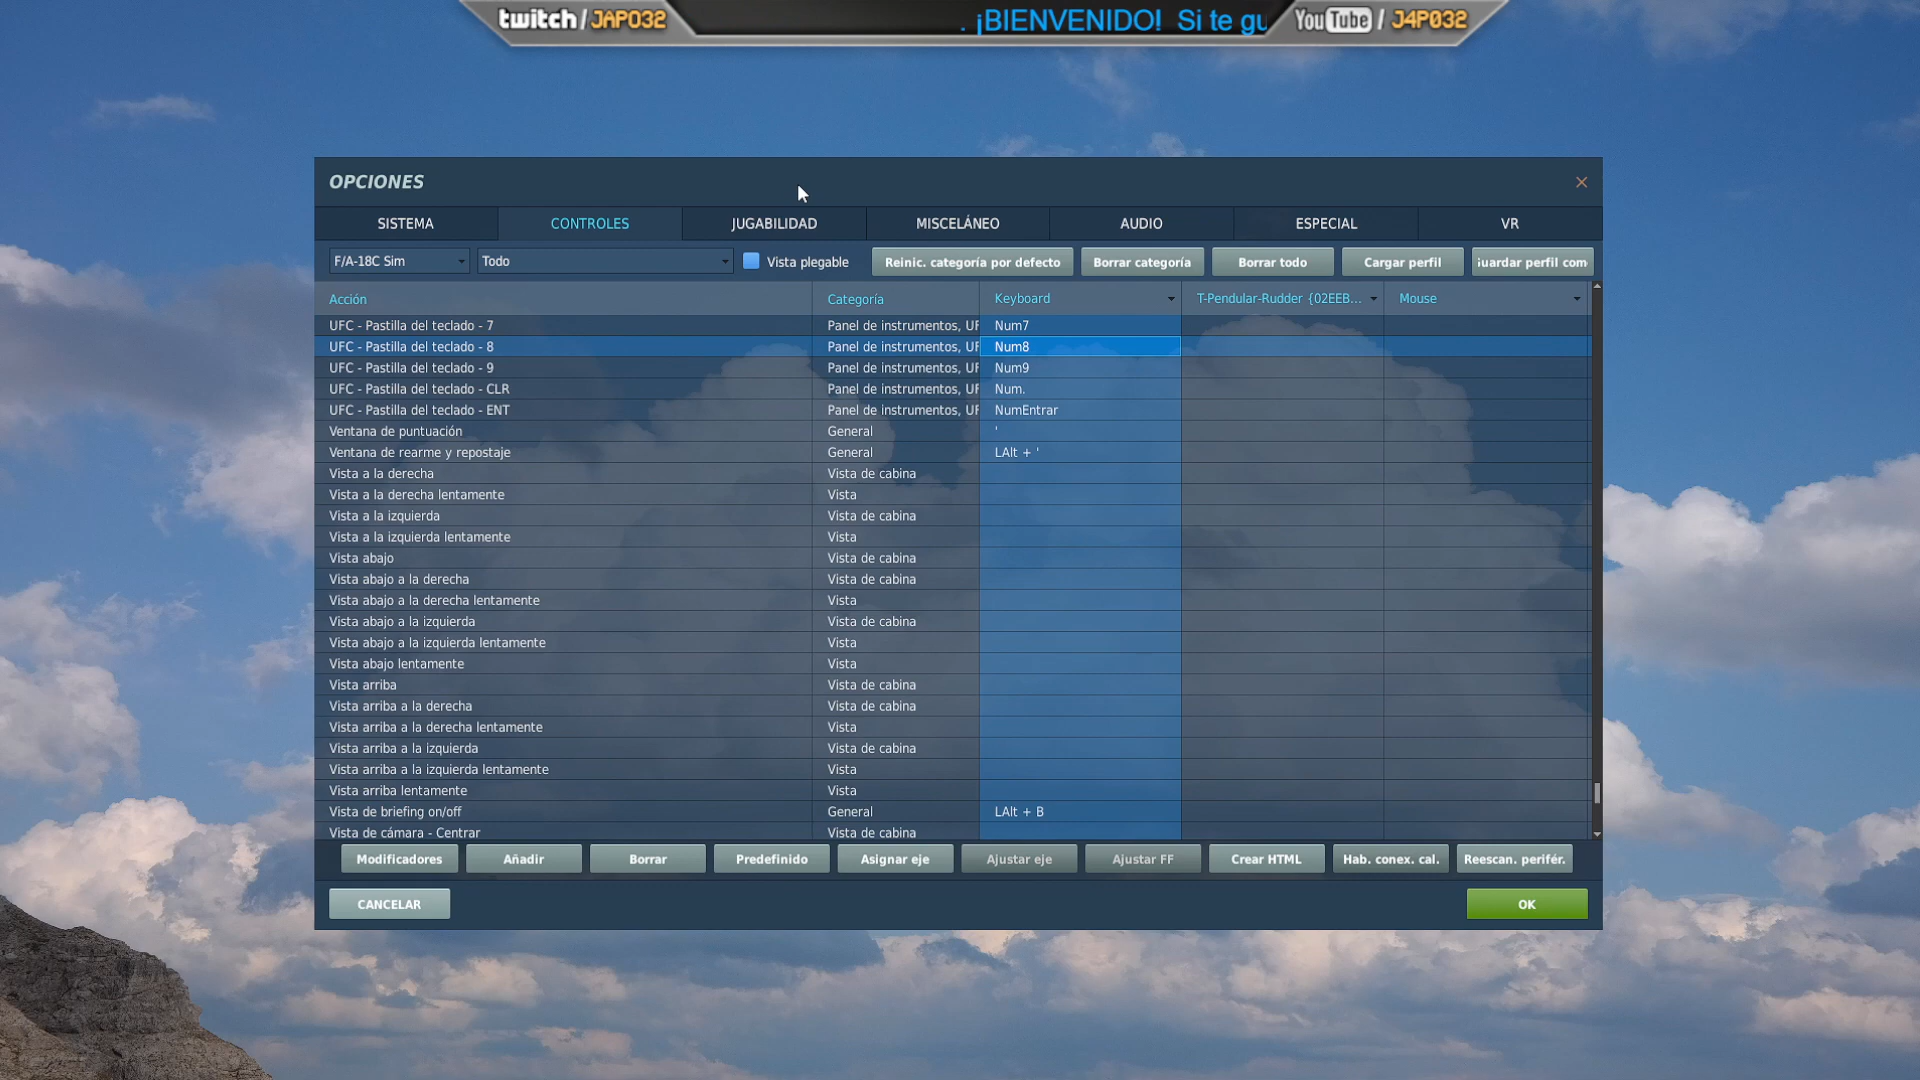 twitch / JAPO32
. ¡BIENVENIDO! Si te gu
YouTube / J4P032
OPCIONES
SISTEMA CONTROLES JUGABILIDAD MISCELÁNEO AUDIO ESPECIAL VR
F/A-18C Sim Todo Vista plegable Reinic. categoría por defecto Borrar categoría Borrar todo Cargar perfil uardar perfil com
Acción Categoría Keyboard T-Pendular-Rudder {02EEB... Mouse
UFC - Pastilla del teclado - 7 Panel de instrumentos, UF Num7
UFC - Pastilla del teclado - 8 Panel de instrumentos, UF Num8
UFC - Pastilla del teclado - 9 Panel de instrumentos, UF Num9
UFC - Pastilla del teclado - CLR Panel de instrumentos, UF Num.
UFC - Pastilla del teclado - ENT Panel de instrumentos, UF NumEntrar
Ventana de puntuación General '
Ventana de rearme y repostaje General LAlt + '
Vista a la derecha Vista de cabina
Vista a la derecha lentamente Vista
Vista a la izquierda Vista de cabina
Vista a la izquierda lentamente Vista
Vista abajo Vista de cabina
Vista abajo a la derecha Vista de cabina
Vista abajo a la derecha lentamente Vista
Vista abajo a la izquierda Vista de cabina
Vista abajo a la izquierda lentamente Vista
Vista abajo lentamente Vista
Vista arriba Vista de cabina
Vista arriba a la derecha Vista de cabina
Vista arriba a la derecha lentamente Vista
Vista arriba a la izquierda Vista de cabina
Vista arriba a la izquierda lentamente Vista
Vista arriba lentamente Vista
Vista de briefing on/off General LAlt + B
Vista de cámara - Centrar Vista de cabina
Modificadores Añadir Borrar Predefinido Asignar eje Ajustar eje Ajustar FF Crear HTML Hab. conex. cal. Reescan. perifér.
CANCELAR OK